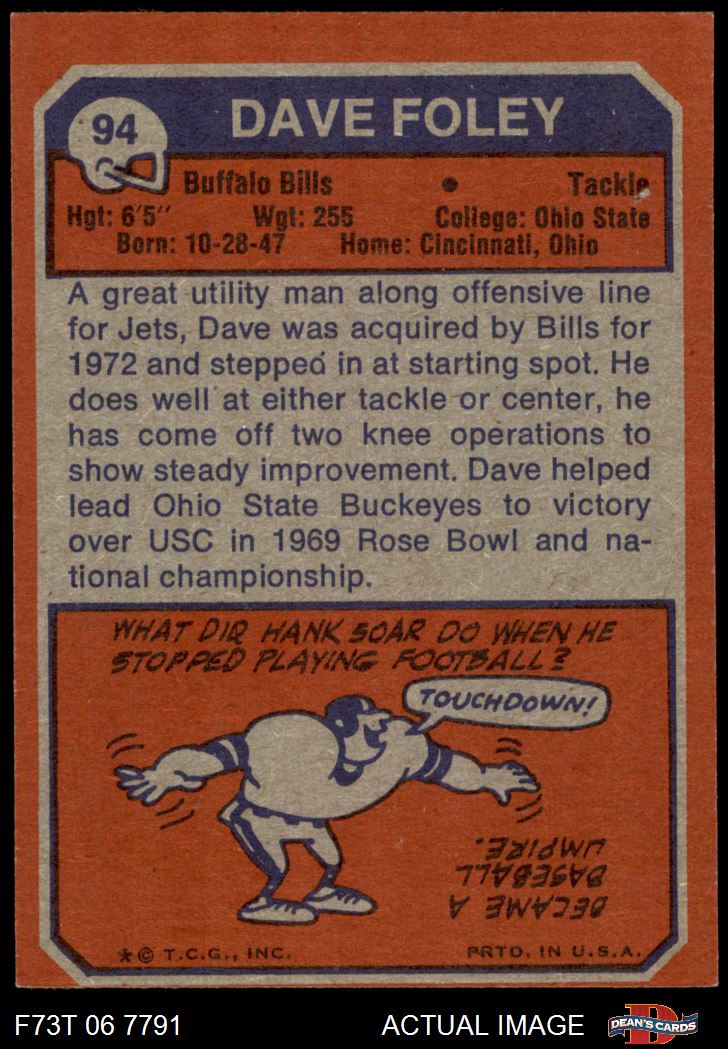 94
DAVE FOLEY
Buffalo Bills • Tackle
Hgt: 6'5" Wgt: 255 College: Ohio State
Born: 10-28-47 Home: Cincinnati, Ohio
A great utility man along offensive line
for Jets, Dave was acquired by Bills for
1972 and stepped in at starting spot. He
does well at either tackle or center, he
has come off two knee operations to
show steady improvement. Dave helped
lead Ohio State Buckeyes to victory
over USC in 1969 Rose Bowl and na-
tional championship.
WHAT DID HANK SOAR DO WHEN HE
STOPPED PLAYING FOOTBALL?
TOUCHDOWN!
BECAME A
BASEBALL
UMPIRE.
* © T.C.G., INC. PRTD. IN U.S.A.
F73T 06 7791 ACTUAL IMAGE D DEAN'S CARDS